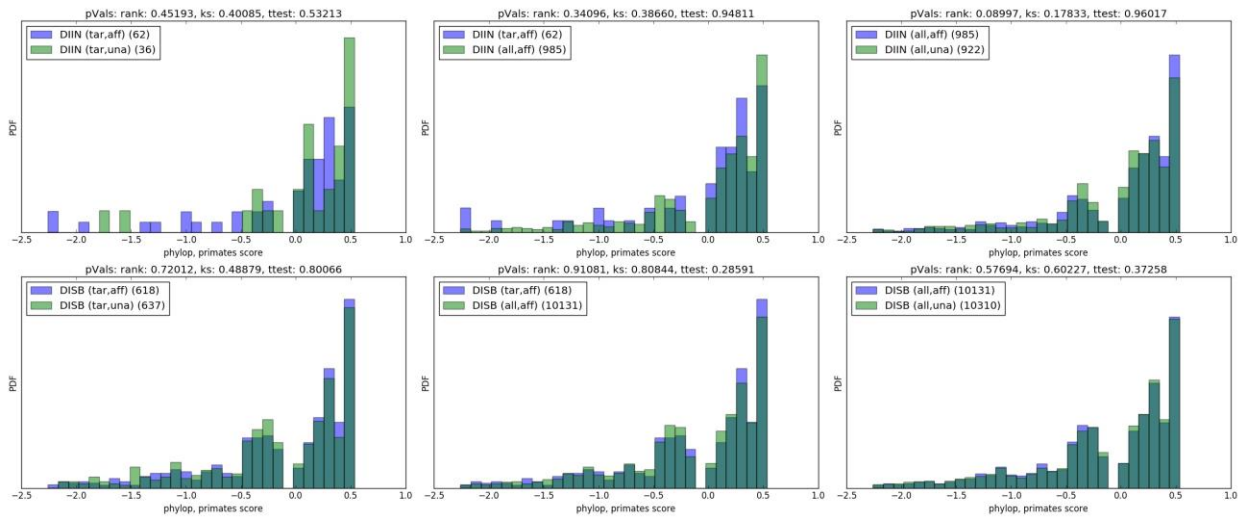 pVals: rank: 0.45193, ks: 0.40085, ttest: 0.53213
DIIN (tar,aff) (62)
DIIN (tar,una) (36)
PDF
−2.5 −2.0 −1.5 −1.0 −0.5 0.0 0.5 1.0
phylop, primates score
pVals: rank: 0.34096, ks: 0.38660, ttest: 0.94811
DIIN (tar,aff) (62)
DIIN (all,aff) (985)
PDF
−2.5 −2.0 −1.5 −1.0 −0.5 0.0 0.5 1.0
phylop, primates score
pVals: rank: 0.08997, ks: 0.17833, ttest: 0.96017
DIIN (all,aff) (985)
DIIN (all,una) (922)
PDF
−2.5 −2.0 −1.5 −1.0 −0.5 0.0 0.5 1.0
phylop, primates score
pVals: rank: 0.72012, ks: 0.48879, ttest: 0.80066
DISB (tar,aff) (618)
DISB (tar,una) (637)
PDF
−2.5 −2.0 −1.5 −1.0 −0.5 0.0 0.5 1.0
phylop, primates score
pVals: rank: 0.91081, ks: 0.80844, ttest: 0.28591
DISB (tar,aff) (618)
DISB (all,aff) (10131)
PDF
−2.5 −2.0 −1.5 −1.0 −0.5 0.0 0.5 1.0
phylop, primates score
pVals: rank: 0.57694, ks: 0.60227, ttest: 0.37258
DISB (all,aff) (10131)
DISB (all,una) (10310)
PDF
−2.5 −2.0 −1.5 −1.0 −0.5 0.0 0.5 1.0
phylop, primates score